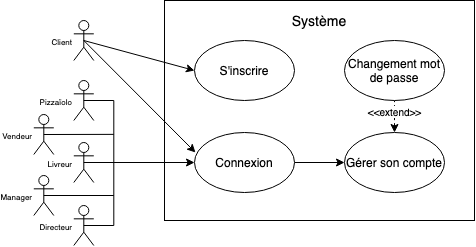 Système
Client
S'inscrire
Changement mot
de passe
Pizzaïolo
<<extend>>
Vendeur
Livreur
Connexion
Gérer son compte
Manager
Directeur